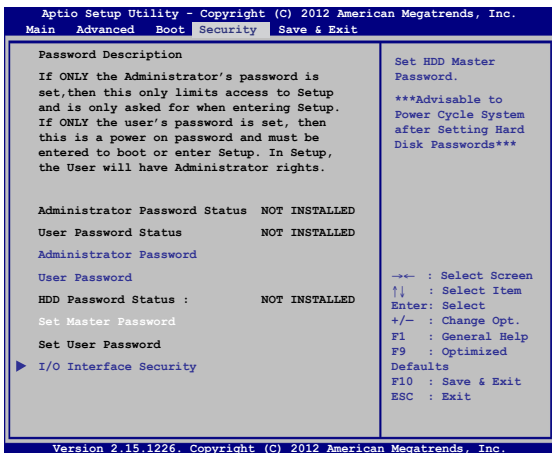 Aptio Setup Utility - Copyright (C) 2012 American Megatrends, Inc.
Main Advanced Boot Security Save & Exit
Password Description
If ONLY the Administrator's password is
set,then this only limits access to Setup
and is only asked for when entering Setup.
If ONLY the user's password is set, then
this is a power on password and must be
entered to boot or enter Setup. In Setup,
the User will have Administrator rights.
Administrator Password Status NOT INSTALLED
User Password Status NOT INSTALLED
Administrator Password
User Password
HDD Password Status : NOT INSTALLED
Set Master Password
Set User Password
I/O Interface Security
Set HDD Master
Password.
***Advisable to
Power Cycle System
after Setting Hard
Disk Passwords***
→← : Select Screen
↑↓ : Select Item
Enter: Select
+/— : Change Opt.
F1 : General Help
F9 : Optimized
Defaults
F10 : Save & Exit
ESC : Exit
Version 2.15.1226. Copyright (C) 2012 American Megatrends, Inc.